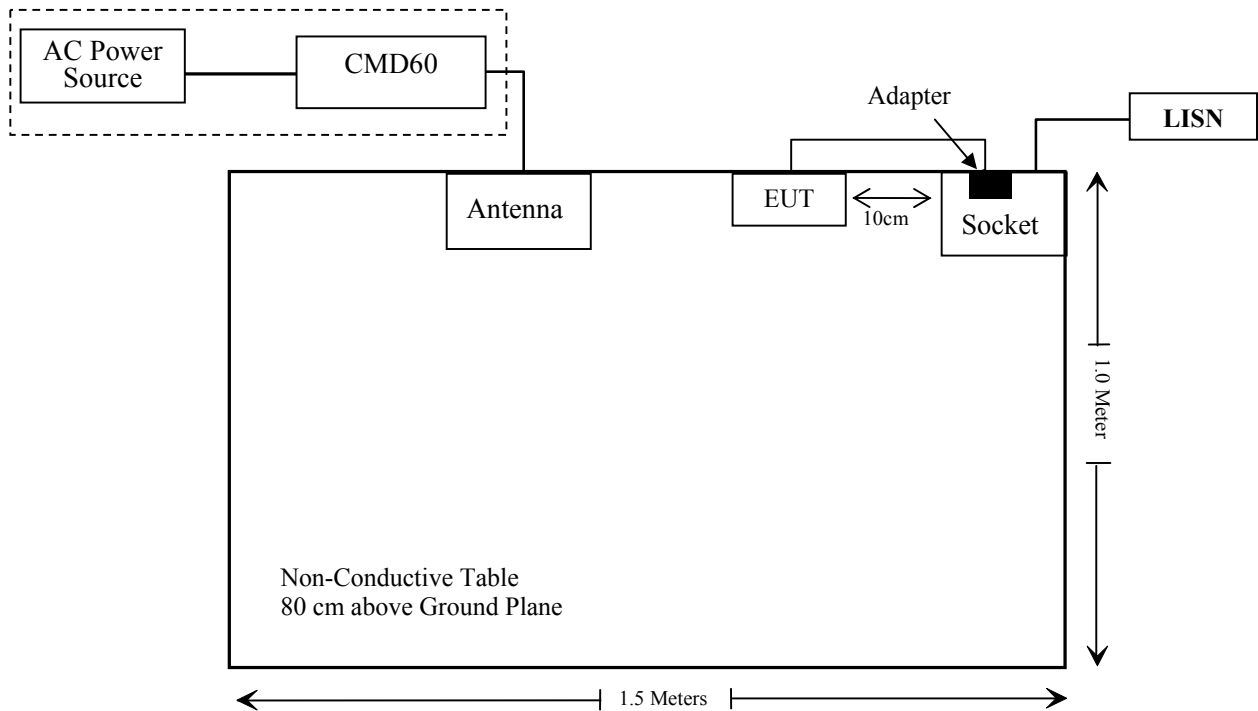 AC Power
Source
CMD60
Adapter
LISN
Antenna
EUT
10cm
Socket
1.0 Meter
Non-Conductive Table
80 cm above Ground Plane
1.5 Meters